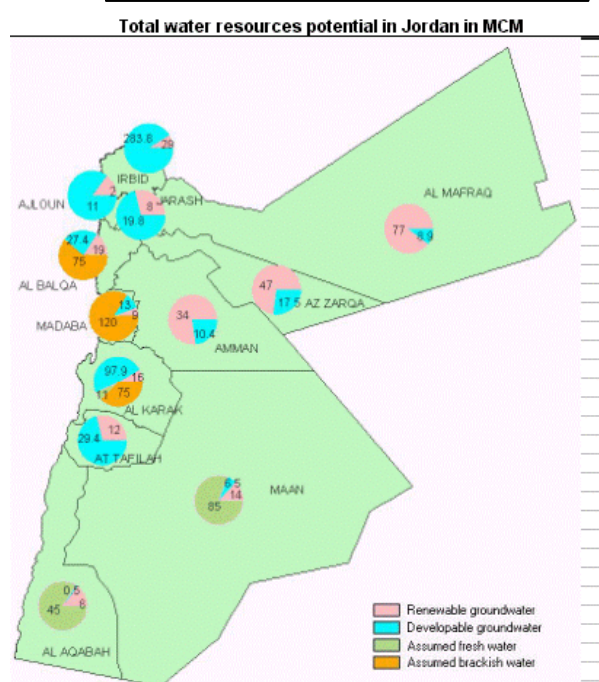 Total water resources potential in Jordan in MCM
283.8
29
IRBID
AJLOUN
2
11
JARASH
8
19.8
AL MAFRAQ
77
8.9
27.4
19
75
AL BALQA
47
17.5
AZ ZARQA
13.7
9
120
MADABA
34
10.4
AMMAN
97.9
16
11
75
AL KARAK
12
29.4
AT TAFILAH
6.5
14
85
MAAN
0.5
8
45
AL AQABAH
Renewable groundwater
Developable groundwater
Assumed fresh water
Assumed brackish water